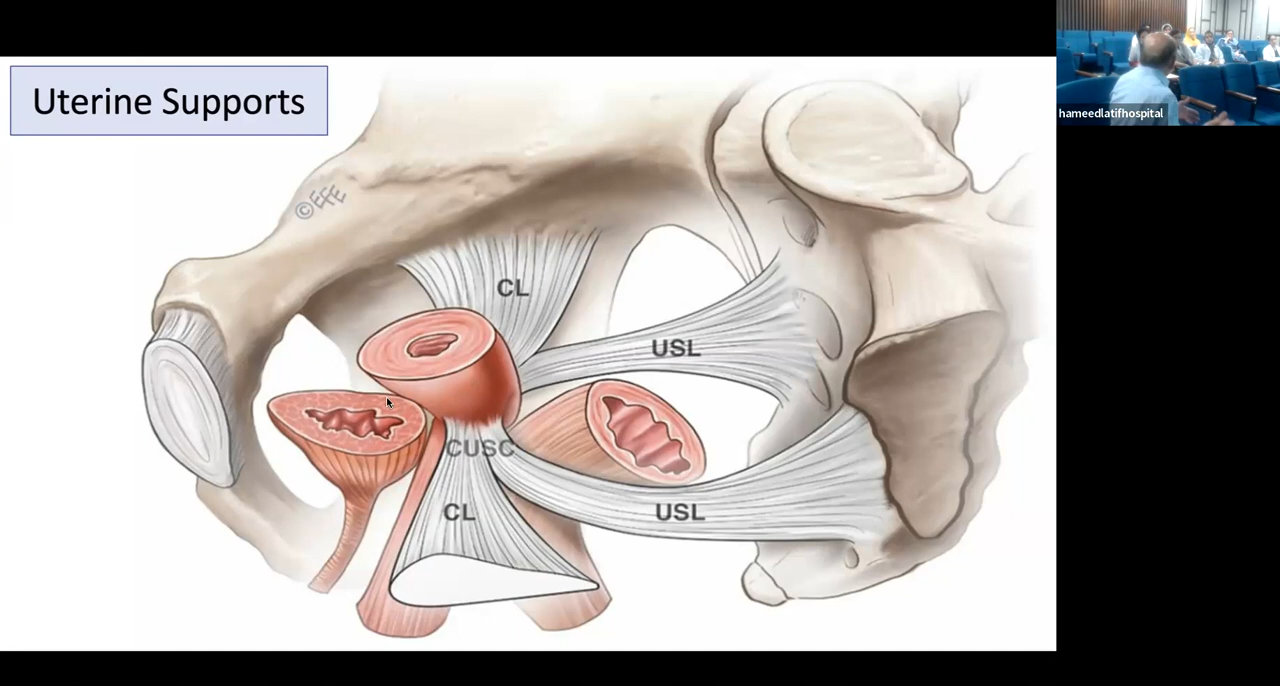 Uterine Supports
hameedlatifhospital
© EFE
CL
USL
CUSC
CL
USL